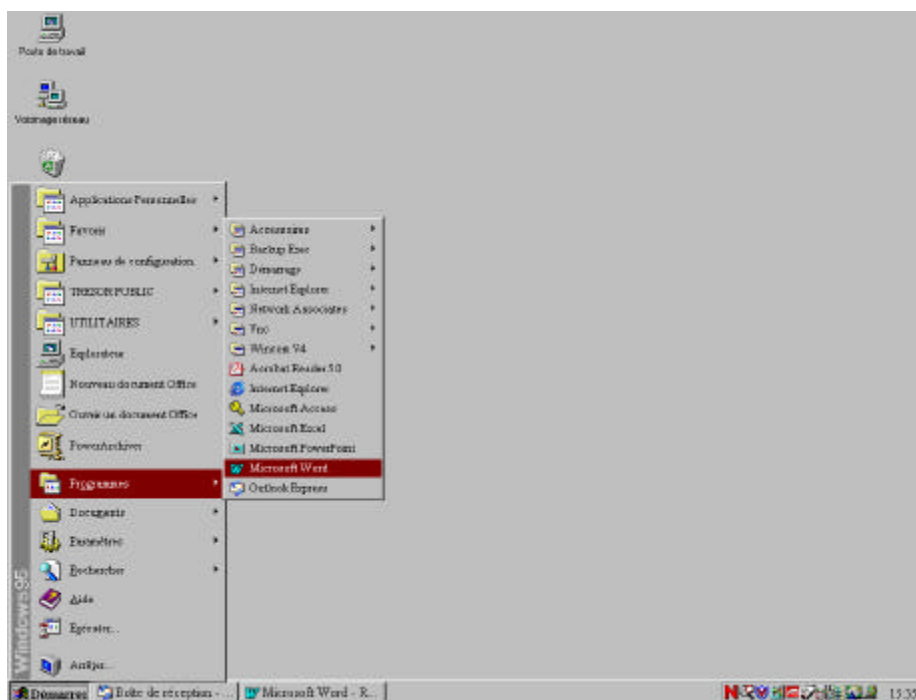 Poste de travail
Voisinage réseau
Applications Personnelles
Favoris
Panneau de configuration
TRESOR PUBLIC
UTILITAIRES
Explorateur
Nouveau document Office
Ouvrir un document Office
PowerArchiver
Programmes
Documents
Paramètres
Rechercher
Aide
Exécuter...
Arrêter...
Windows95
Accessoires
Backup Exec
Démarrage
Internet Explorer
Network Associates
Vnc
Winzon V4
Acrobat Reader 5.0
Internet Explorer
Microsoft Access
Microsoft Excel
Microsoft PowerPoint
Microsoft Word
Outlook Express
Démarrer
Boîte de réception - ...
Microsoft Word - R...